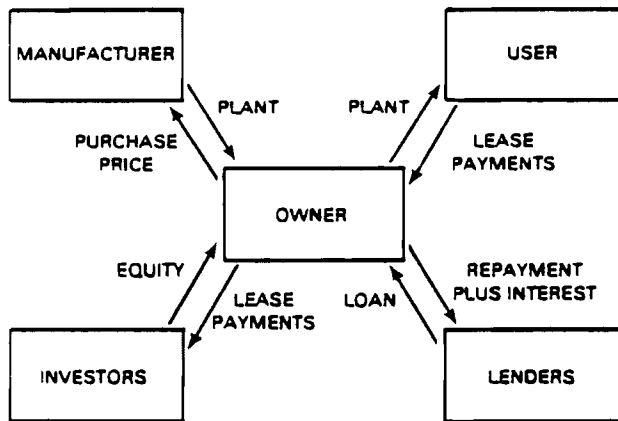 MANUFACTURER
USER
PLANT
PLANT
PURCHASE
PRICE
LEASE
PAYMENTS
OWNER
EQUITY
LEASE
PAYMENTS
LOAN
REPAYMENT
PLUS INTEREST
INVESTORS
LENDERS